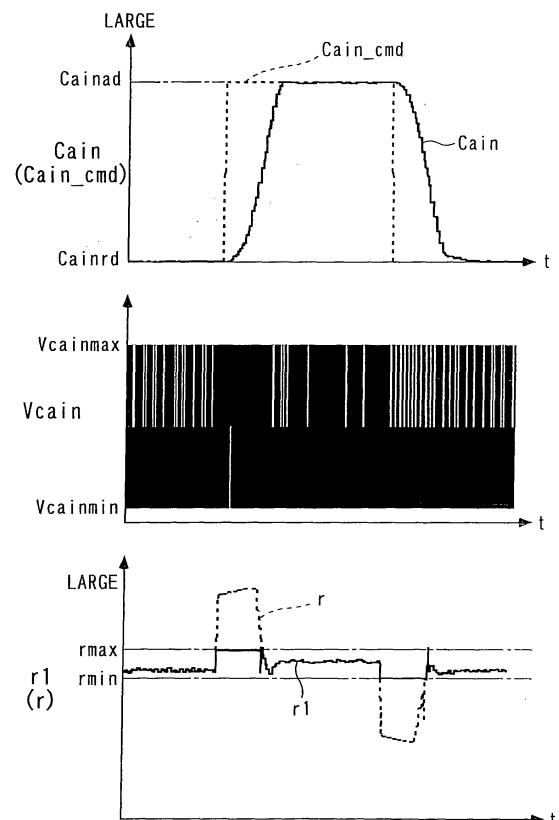 LARGE
Cain_cmd
Cainad
Cain
(Cain_cmd)
Cain
Cainrd
t
Vcainmax
Vcain
Vcainmin
t
LARGE
r
rmax
r1
(r)
rmin
r1
t